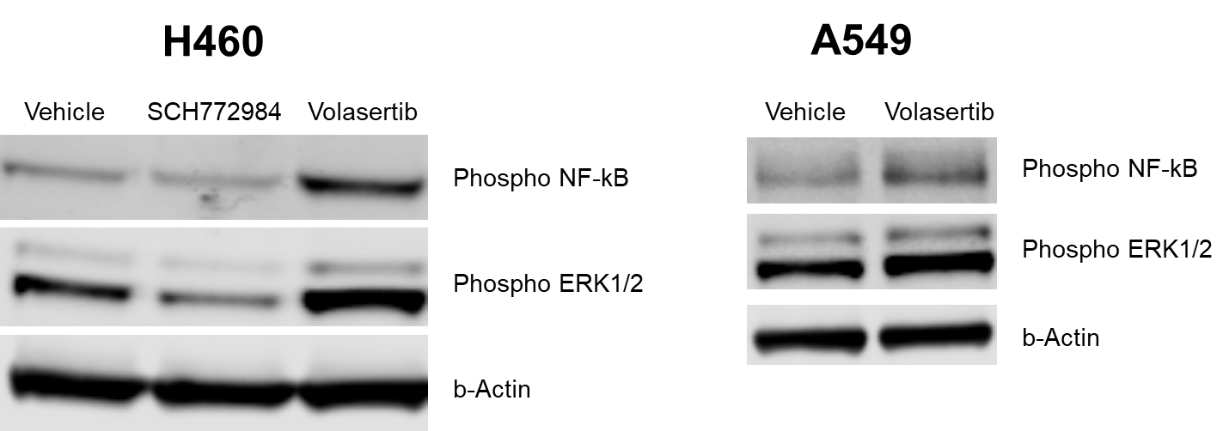 H460
Vehicle SCH772984 Volasertib
Phospho NF-kB
Phospho ERK1/2
b-Actin
A549
Vehicle Volasertib
Phospho NF-kB
Phospho ERK1/2
b-Actin